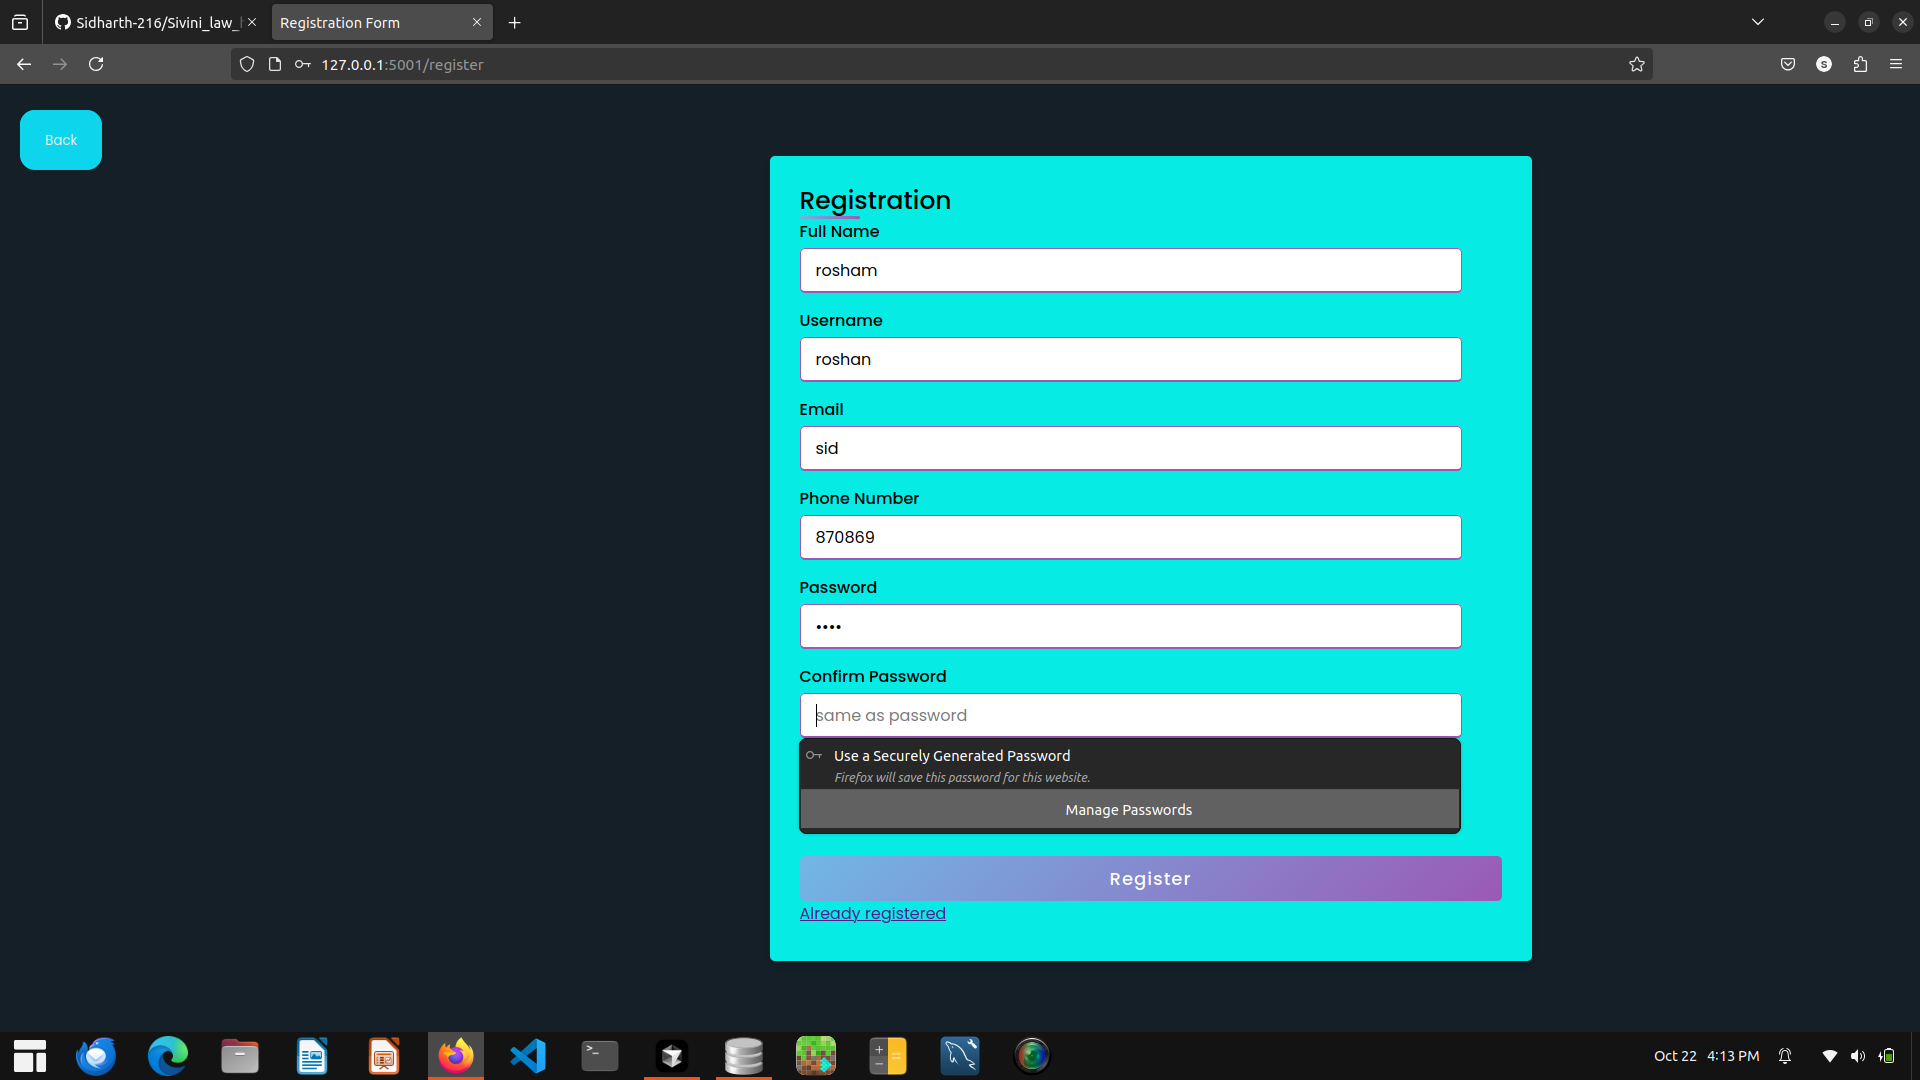 Sidharth-216/Sivini_law_
Registration Form
127.0.0.1:5001/register
S
Back
Registration
Full Name
rosham
Username
roshan
Email
sid
Phone Number
870869
Password
••••
Confirm Password
same as password
Use a Securely Generated Password
Firefox will save this password for this website.
Manage Passwords
Register
Already registered
Oct 22 4:13 PM